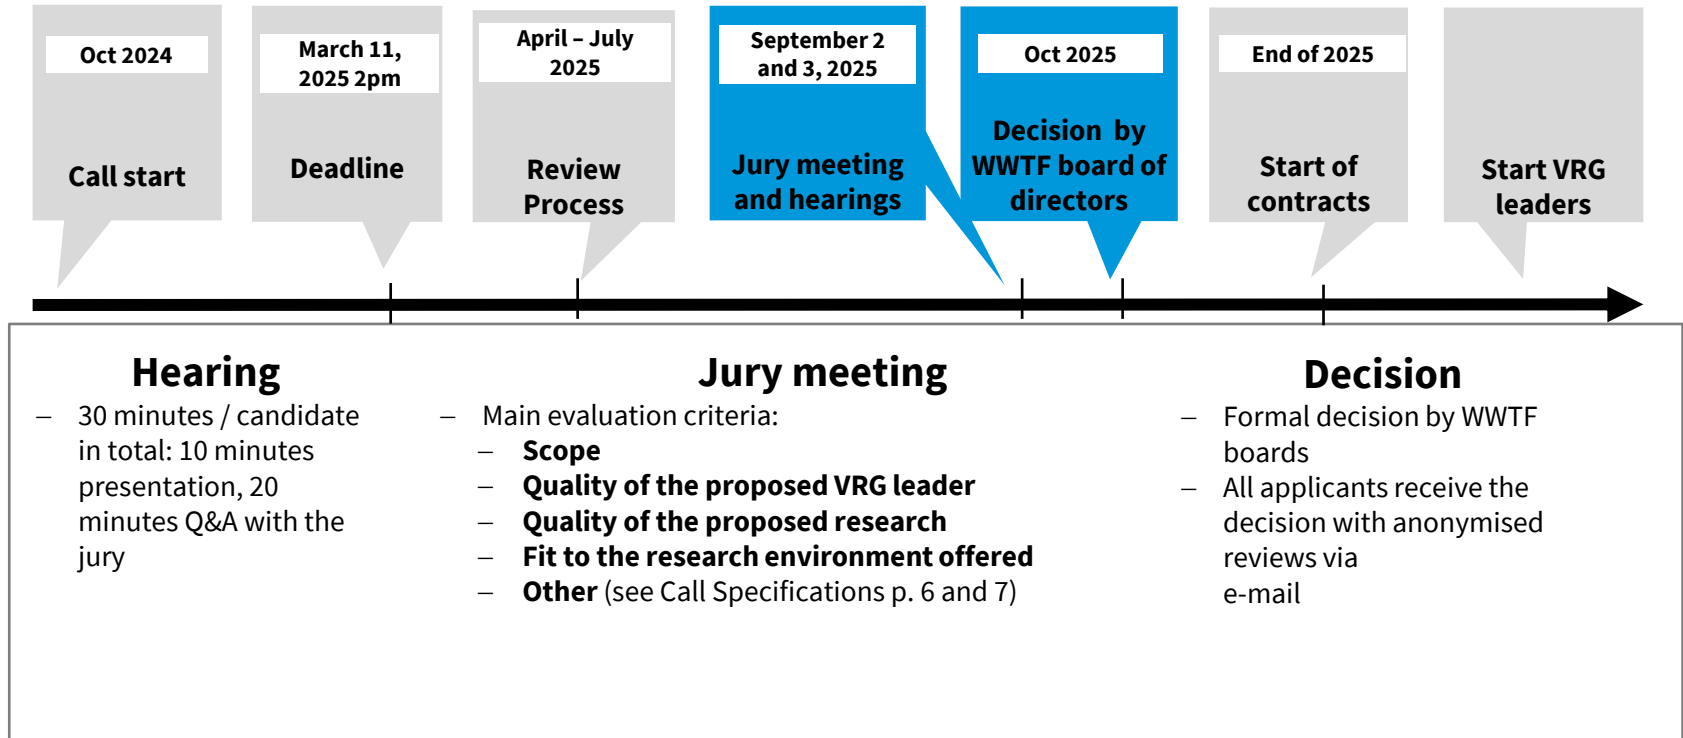 Oct 2024
Call start
March 11,
2025 2pm
Deadline
April – July
2025
Review
Process
September 2
and 3, 2025
Jury meeting
and hearings
Oct 2025
Decision by
WWTF board of
directors
End of 2025
Start of
contracts
Start VRG
leaders
Hearing
– 30 minutes / candidate
in total: 10 minutes
presentation, 20
minutes Q&A with the
jury
Jury meeting
– Main evaluation criteria:
– Scope
– Quality of the proposed VRG leader
– Quality of the proposed research
– Fit to the research environment offered
– Other (see Call Specifications p. 6 and 7)
Decision
– Formal decision by WWTF
boards
– All applicants receive the
decision with anonymised
reviews via
e-mail